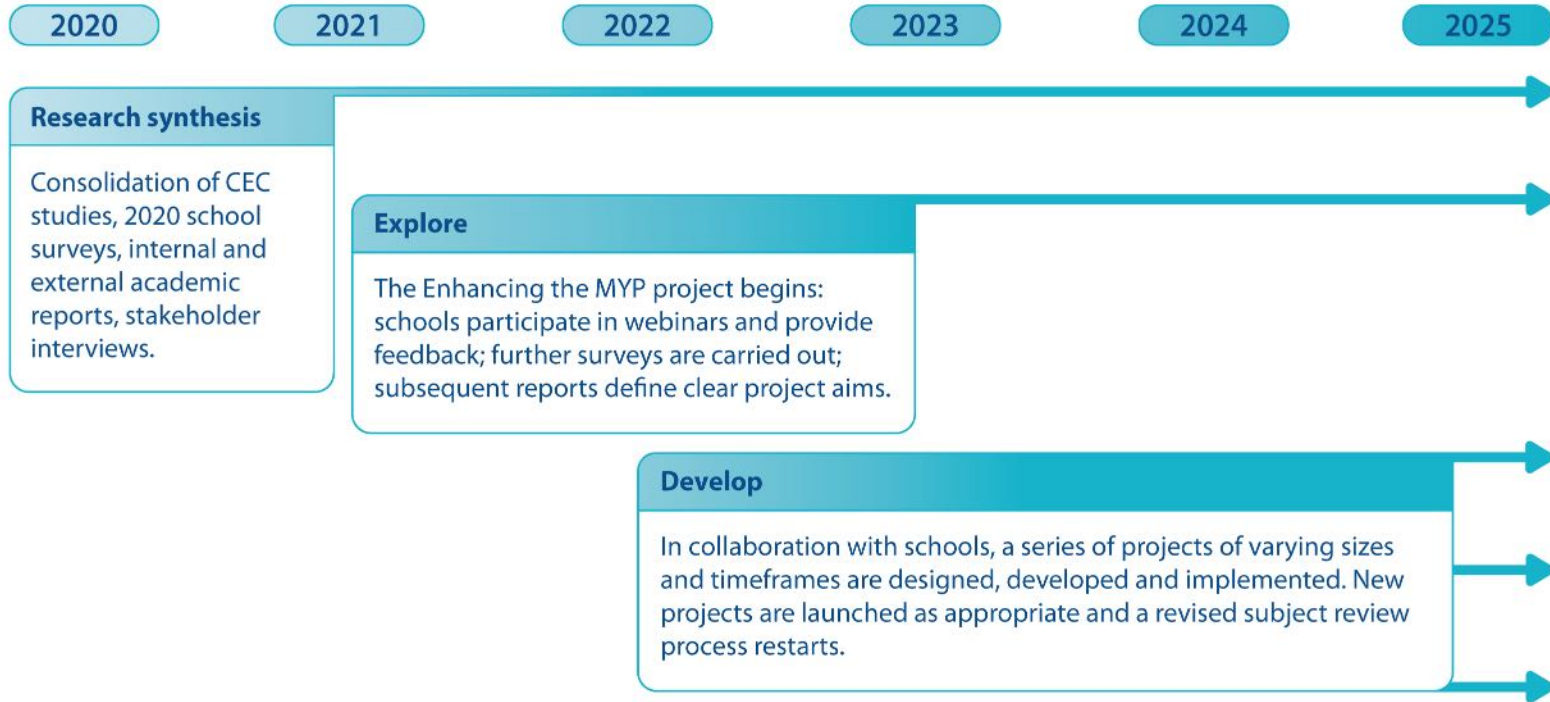 2020 2021 2022 2023 2024 2025
Research synthesis
Consolidation of CEC
studies, 2020 school
surveys, internal and
external academic
reports, stakeholder
interviews.
Explore
The Enhancing the MYP project begins:
schools participate in webinars and provide
feedback; further surveys are carried out;
subsequent reports define clear project aims.
Develop
In collaboration with schools, a series of projects of varying sizes
and timeframes are designed, developed and implemented. New
projects are launched as appropriate and a revised subject review
process restarts.